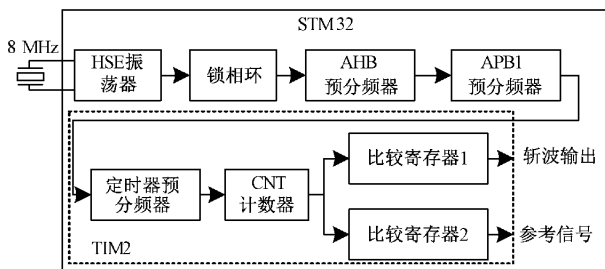 STM32
8 MHz
HSE振
荡器
锁相环
AHB
预分频器
APB1
预分频器
定时器预
分频器
CNT
计数器
比较寄存器1
斩波输出
比较寄存器2
参考信号
TIM2